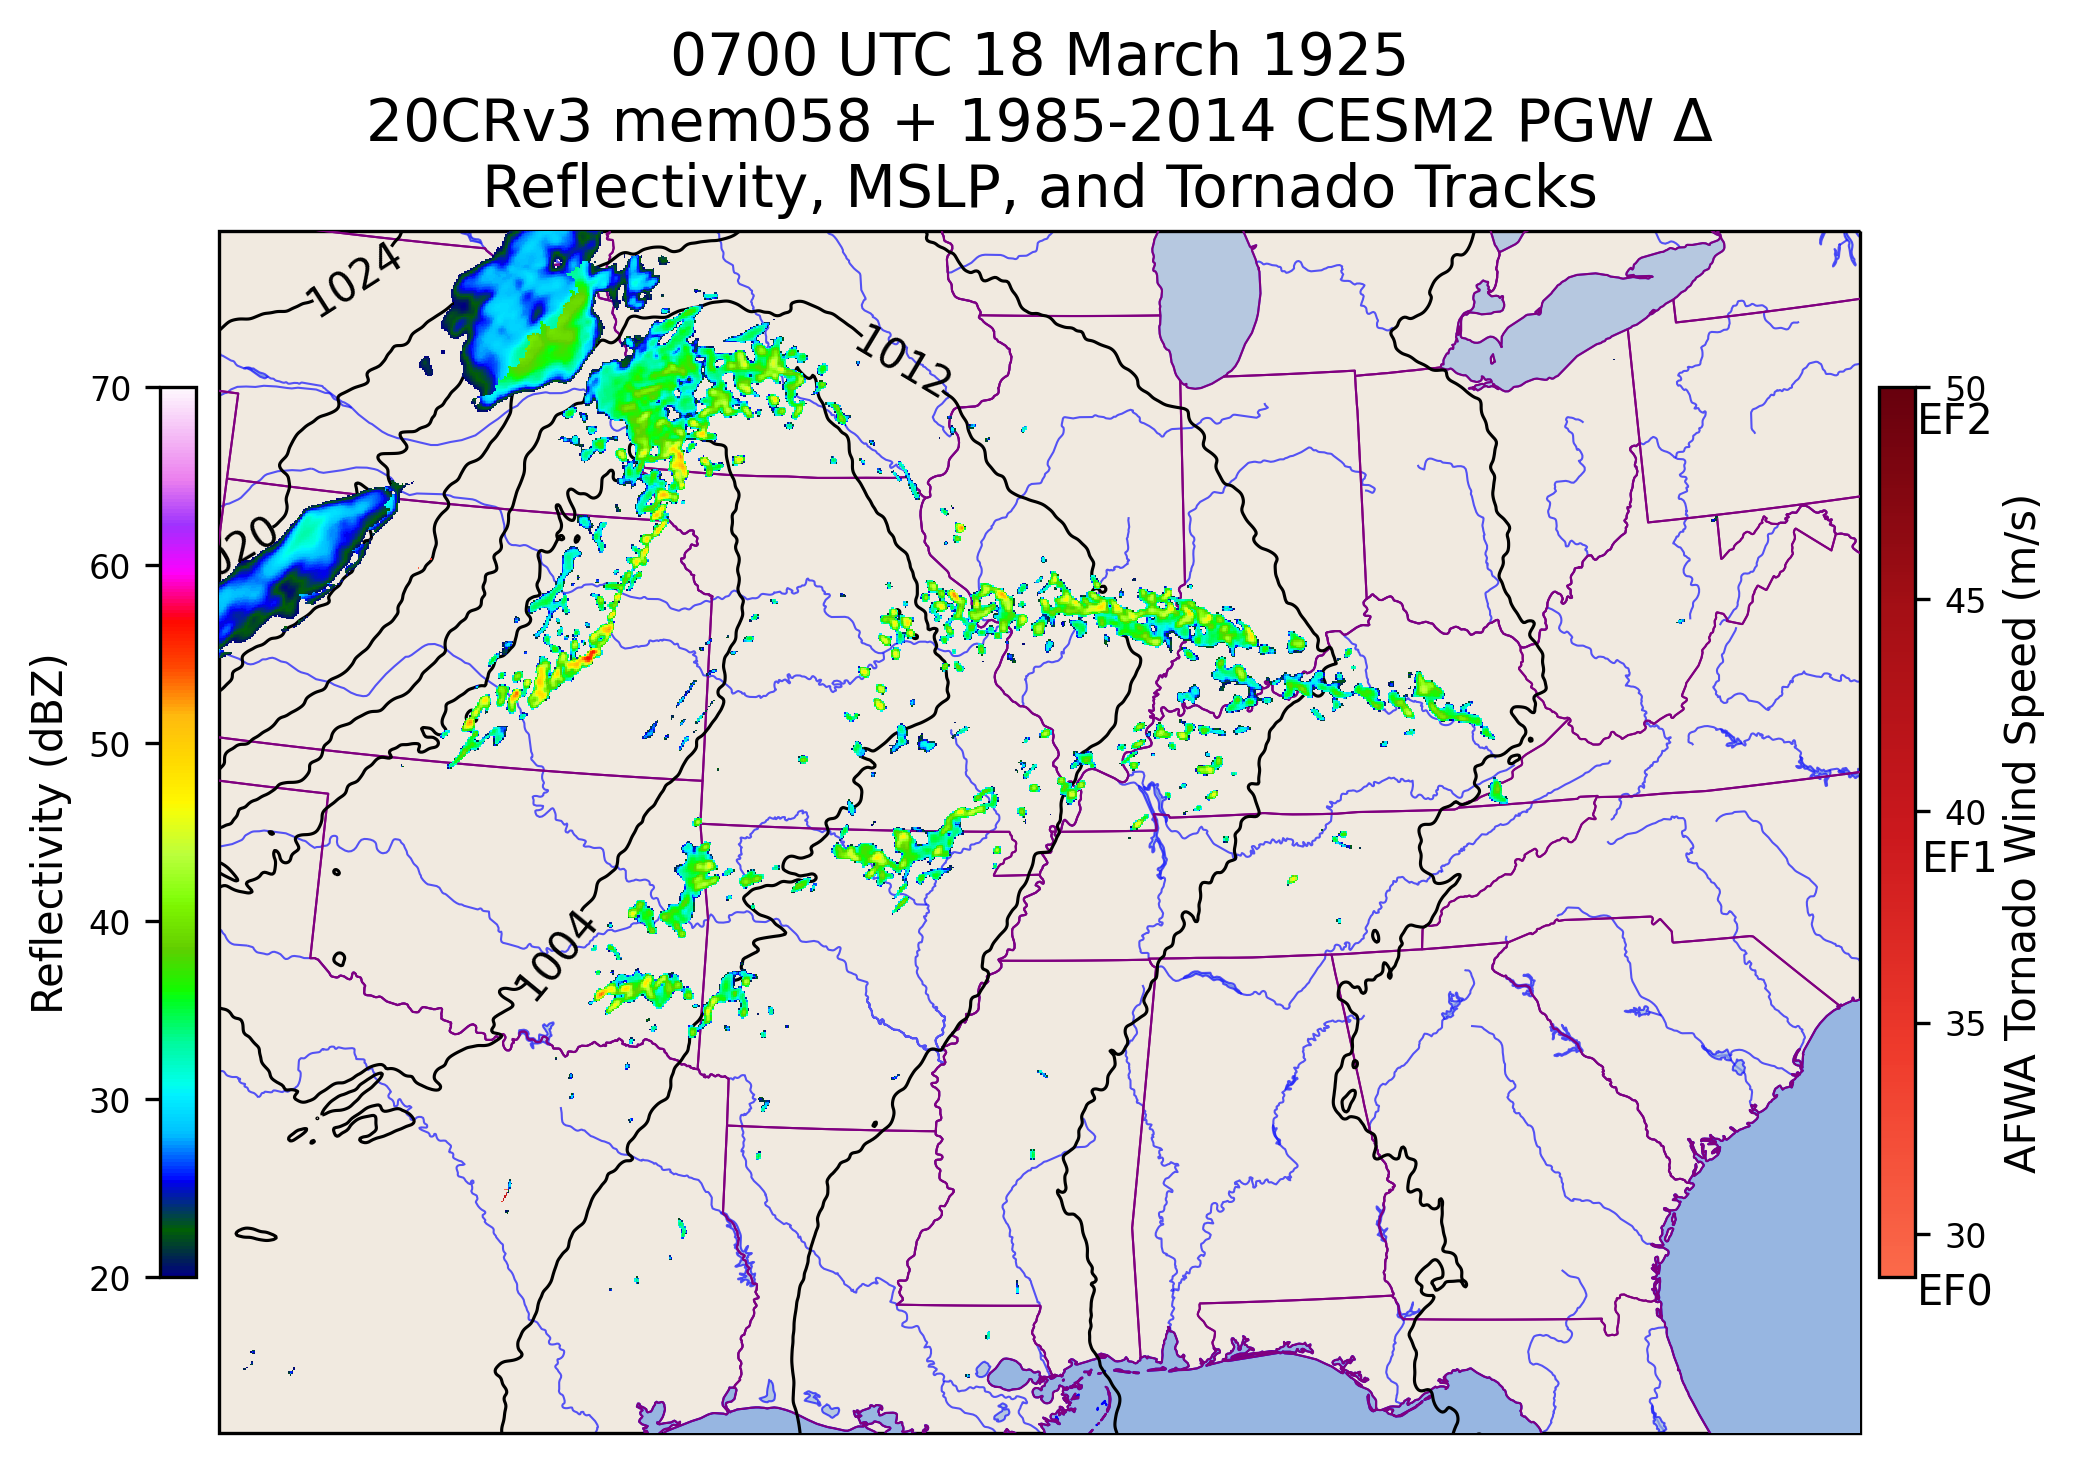 0700 UTC 18 March 1925
20CRv3 mem058 + 1985-2014 CESM2 PGW Δ
Reflectivity, MSLP, and Tornado Tracks
1024
1012
020
1004
70
60
50
40
30
20
Reflectivity (dBZ)
50
EF2
45
40
EF1
35
30
EF0
AFWA Tornado Wind Speed (m/s)